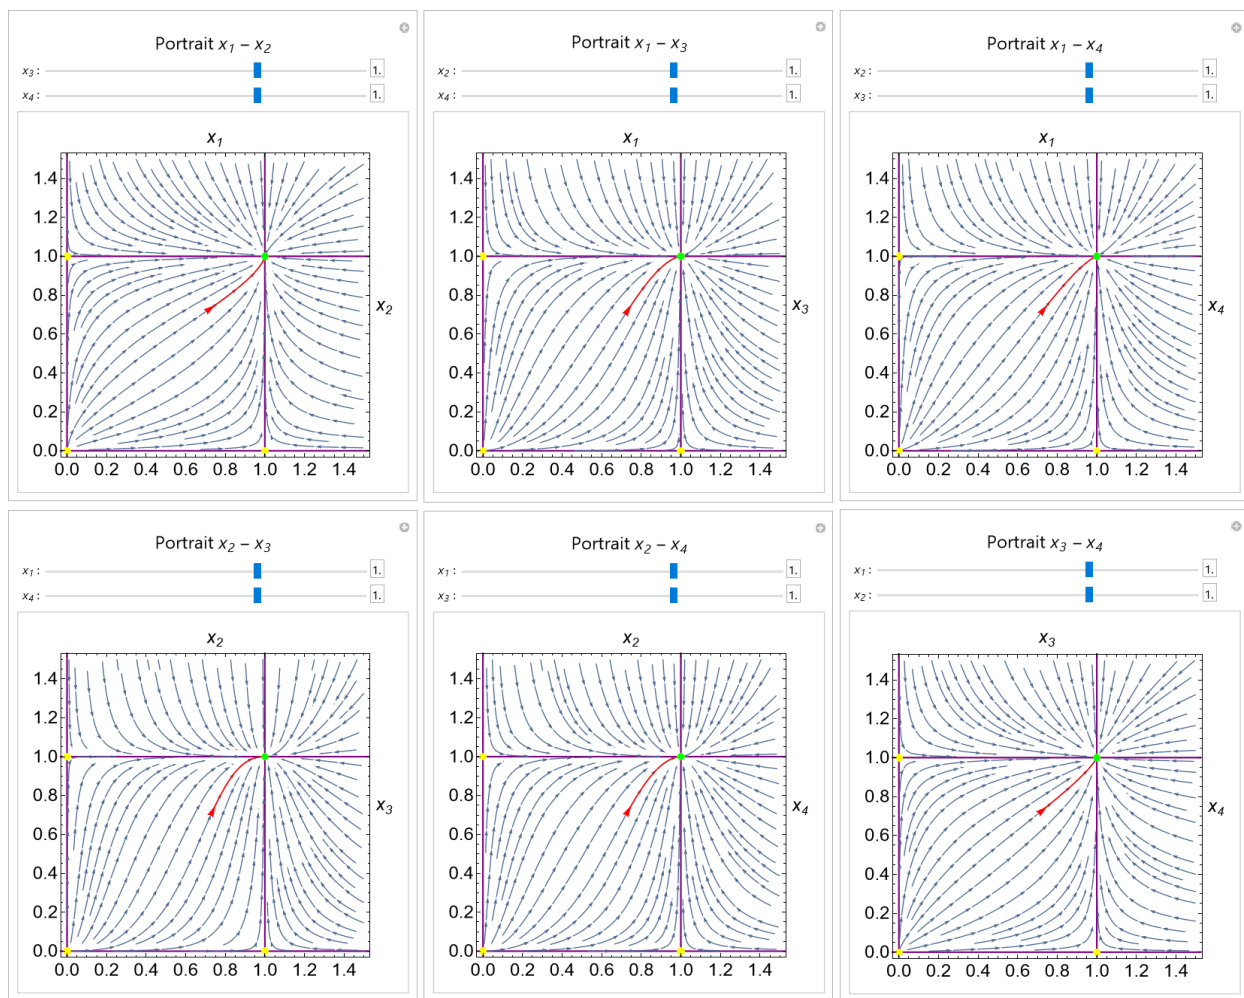 Portrait x₁ – x₂
x₃ : 1.
x₄ : 1.
x₁
1.4
1.2
1.0
0.8
x₂
0.6
0.4
0.2
0.0
0.0 0.2 0.4 0.6 0.8 1.0 1.2 1.4
Portrait x₁ – x₃
x₂ : 1.
x₄ : 1.
x₁
1.4
1.2
1.0
0.8
x₃
0.6
0.4
0.2
0.0
0.0 0.2 0.4 0.6 0.8 1.0 1.2 1.4
Portrait x₁ – x₄
x₂ : 1.
x₃ : 1.
x₁
1.4
1.2
1.0
0.8
x₄
0.6
0.4
0.2
0.0
0.0 0.2 0.4 0.6 0.8 1.0 1.2 1.4
Portrait x₂ – x₃
x₁ : 1.
x₄ : 1.
x₂
1.4
1.2
1.0
0.8
x₃
0.6
0.4
0.2
0.0
0.0 0.2 0.4 0.6 0.8 1.0 1.2 1.4
Portrait x₂ – x₄
x₁ : 1.
x₃ : 1.
x₂
1.4
1.2
1.0
0.8
x₄
0.6
0.4
0.2
0.0
0.0 0.2 0.4 0.6 0.8 1.0 1.2 1.4
Portrait x₃ – x₄
x₁ : 1.
x₂ : 1.
x₃
1.4
1.2
1.0
0.8
x₄
0.6
0.4
0.2
0.0
0.0 0.2 0.4 0.6 0.8 1.0 1.2 1.4